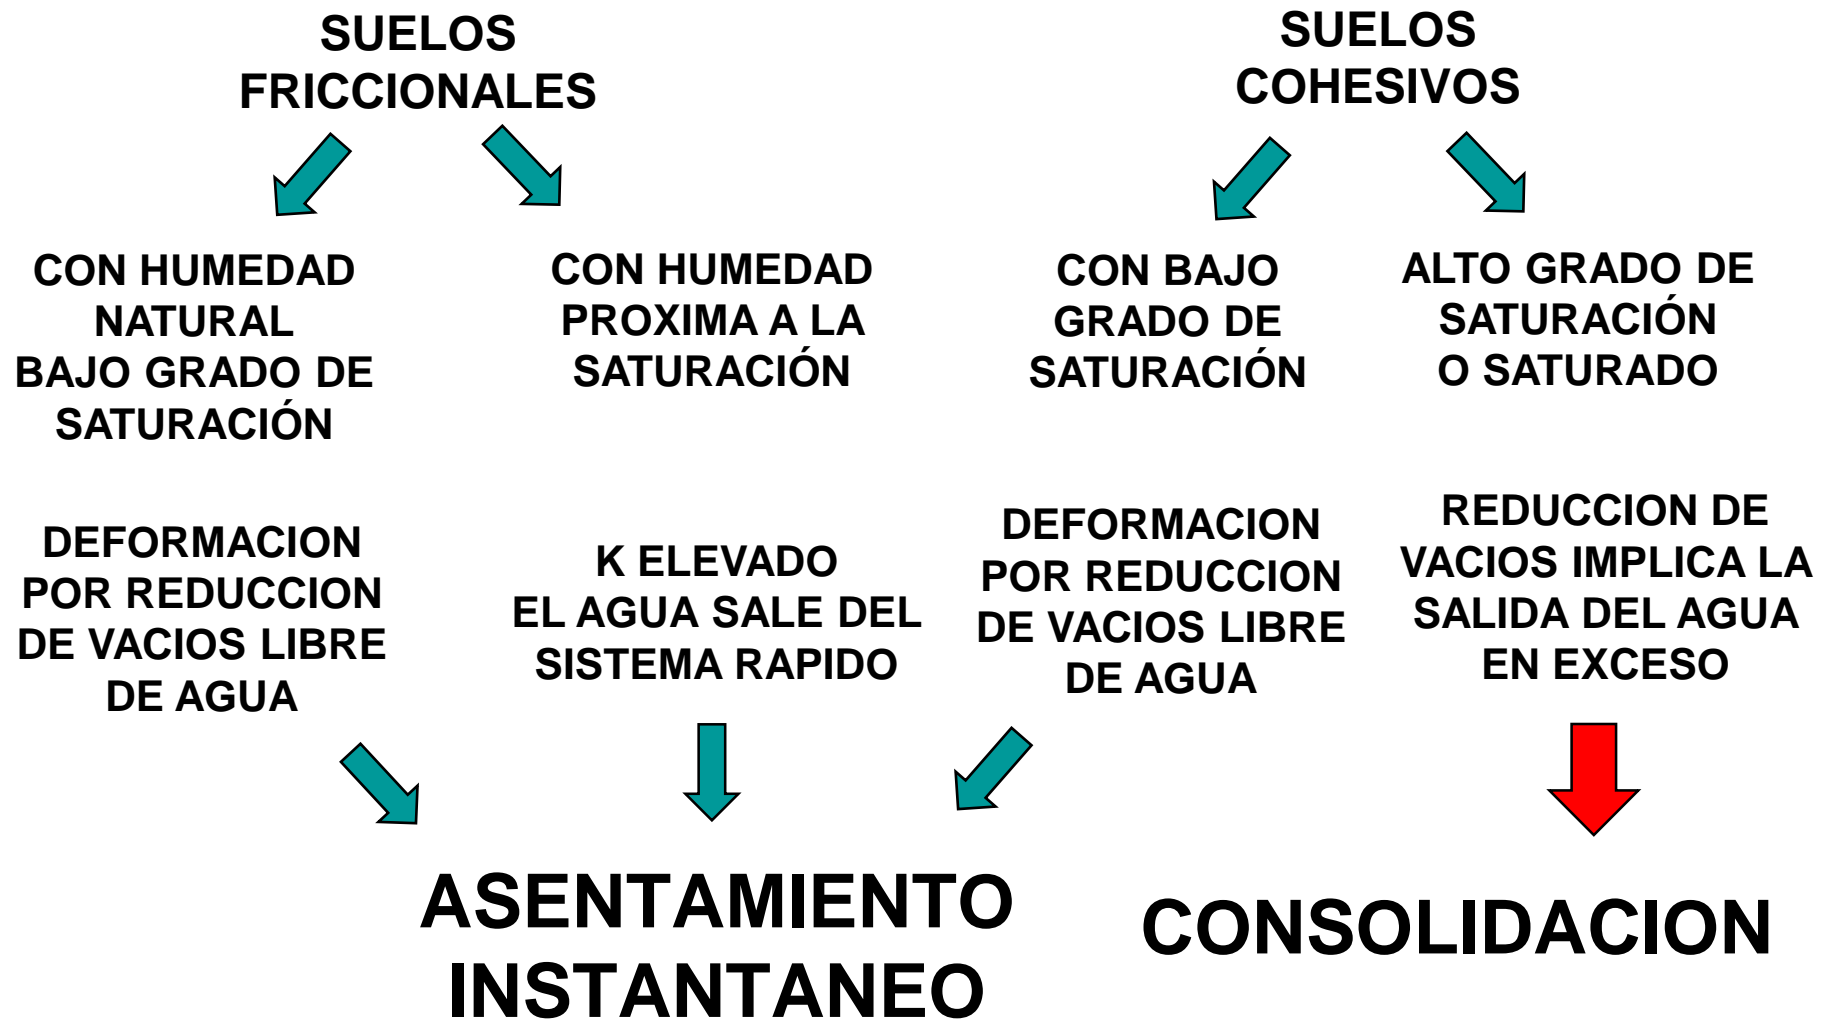 SUELOS
FRICCIONALES
SUELOS
COHESIVOS
CON HUMEDAD
NATURAL
BAJO GRADO DE
SATURACIÓN
CON HUMEDAD
PROXIMA A LA
SATURACIÓN
CON BAJO
GRADO DE
SATURACIÓN
ALTO GRADO DE
SATURACIÓN
O SATURADO
DEFORMACION
POR REDUCCION
DE VACIOS LIBRE
DE AGUA
K ELEVADO
EL AGUA SALE DEL
SISTEMA RAPIDO
DEFORMACION
POR REDUCCION
DE VACIOS LIBRE
DE AGUA
REDUCCION DE
VACIOS IMPLICA LA
SALIDA DEL AGUA
EN EXCESO
ASENTAMIENTO
INSTANTANEO
CONSOLIDACION